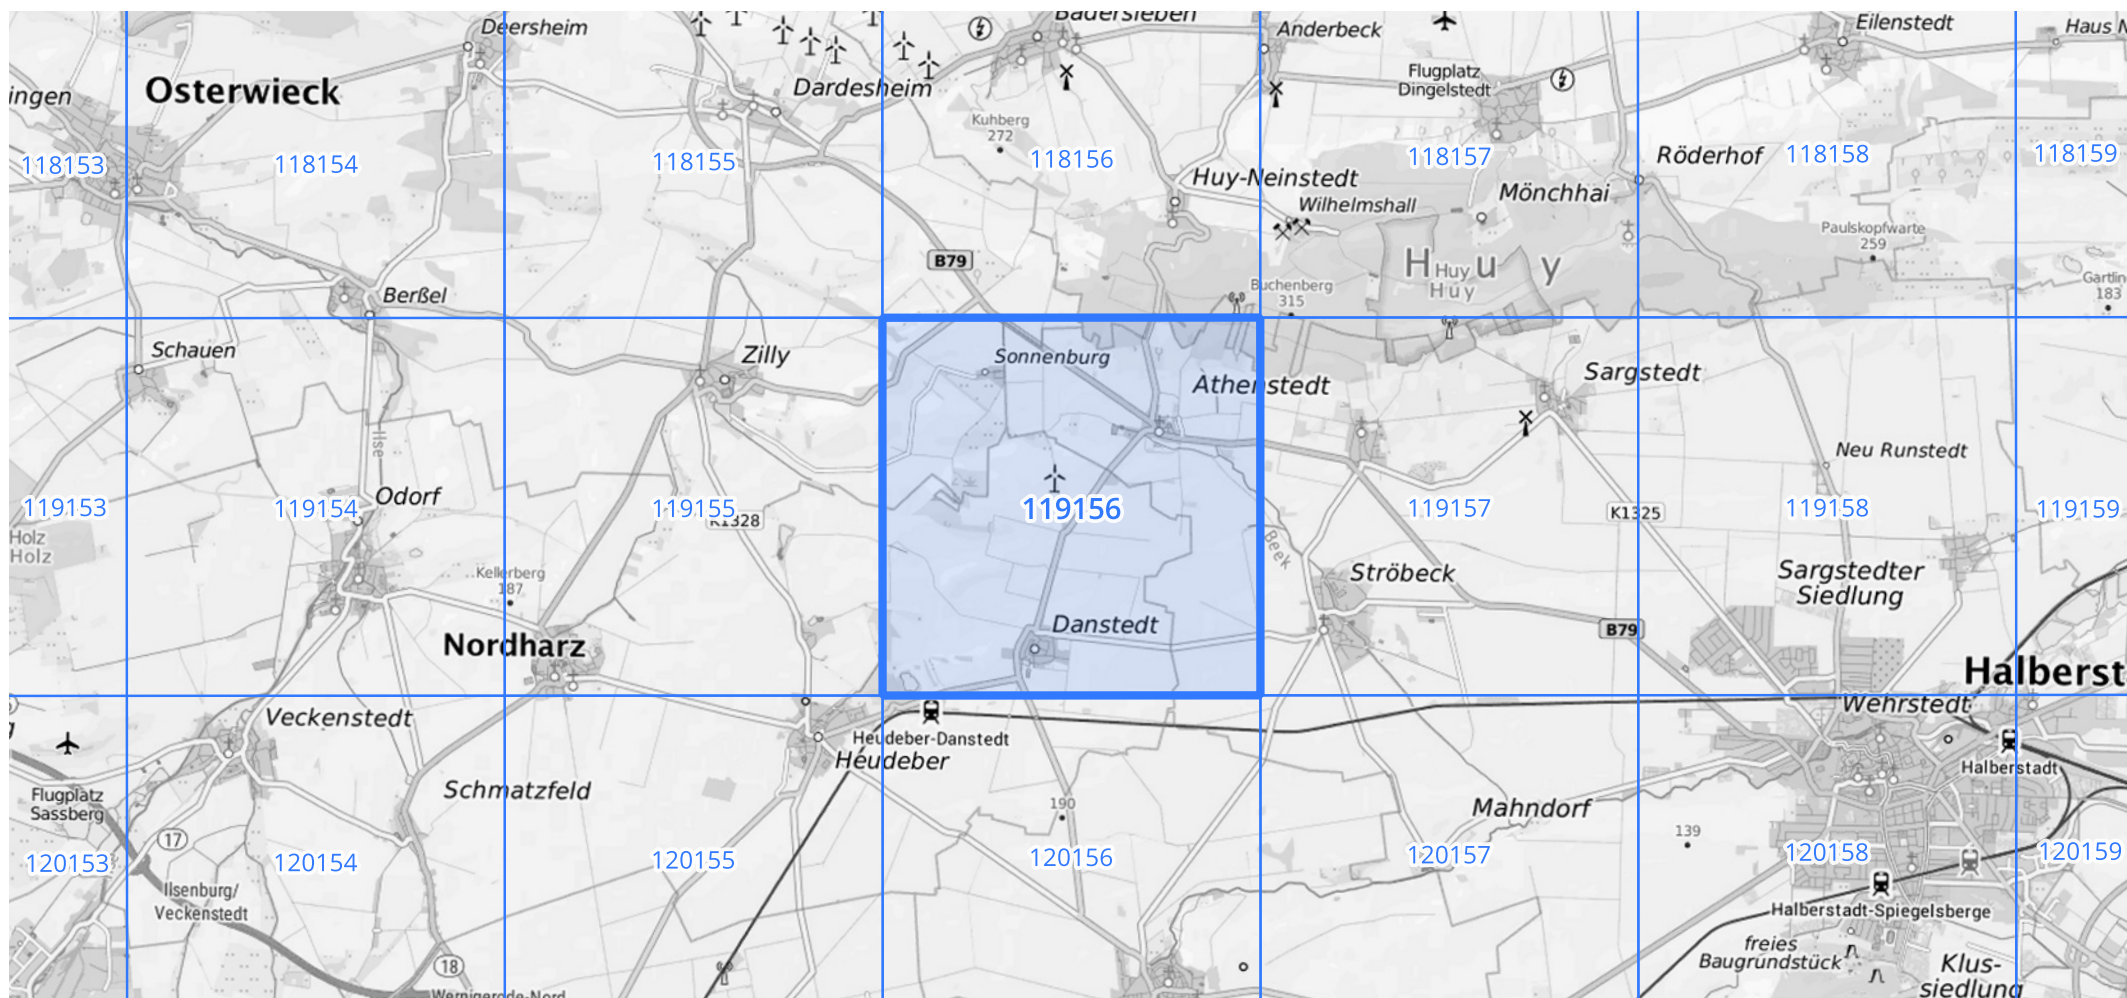 Badersleben
Deersheim
Anderbeck
Eilenstedt
Haus N
Osterwieck
ingen
Dardesheim
Flugplatz
Dingelstedt
Kuhberg
272
118153
118154
118155
118156
118157
118158
118159
Röderhof
Huy-Neinstedt
Wilhelmshall
Mönchhai
Paulskopfwarte
259
B79
H u y
Huy
Huy
Buchenberg
315
Gartlin
183
Berßel
Schauen
Zilly
Sonnenburg
Athenstedt
Sargstedt
Ilse
Neu Runstedt
Odorf
119153
119154
119155
119156
119157
119158
119159
K1328
K1325
Holz
Holz
Beek
Kellerberg
187
Ströbeck
Sargstedter
Siedlung
Nordharz
Danstedt
B79
Halberst
Veckenstedt
Wehrstedt
Heudeber-Danstedt
Heudeber
Halberstadt
Flugplatz
Sassberg
Schmatzfeld
190
Mahndorf
139
17
120153
120154
120155
120156
120157
120158
120159
Ilsenburg/
Veckenstedt
Halberstadt-Spiegelsberge
freies
Baugrundstück
Klus-
siedlung
18
Wernigerode-Nord